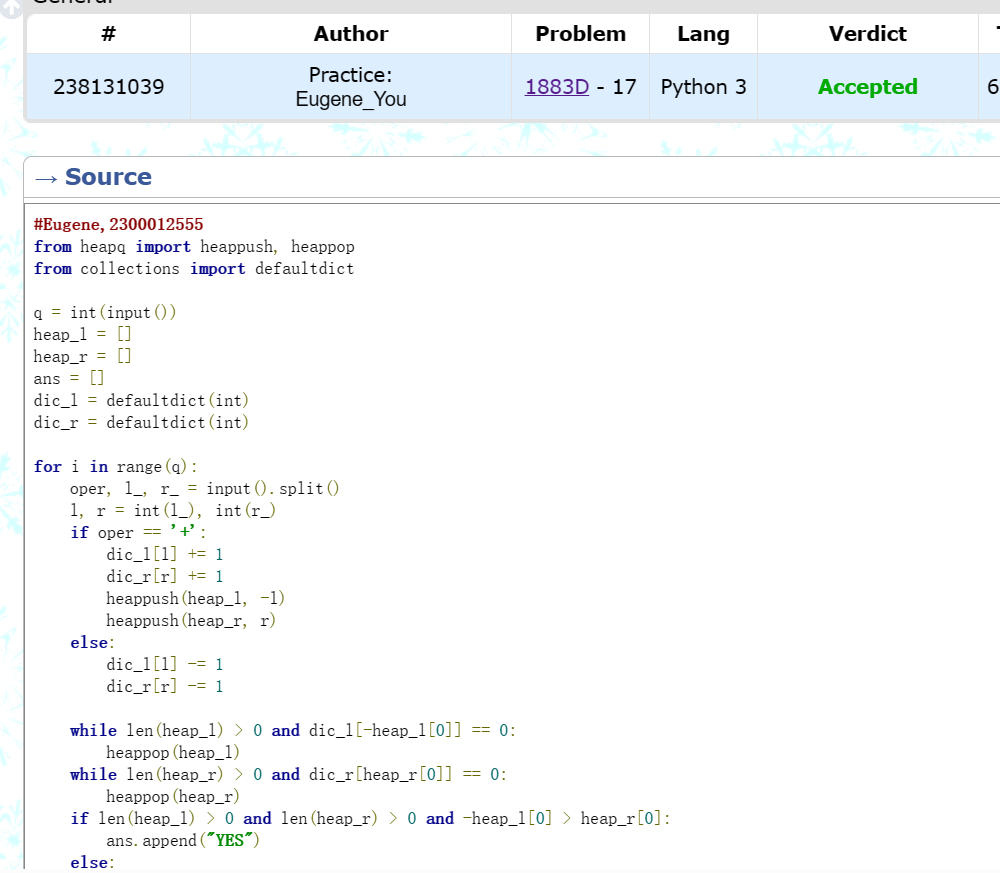 General
# Author Problem Lang Verdict
238131039 Practice: Eugene_You 1883D - 17 Python 3 Accepted 6
→ Source
#Eugene, 2300012555
from heapq import heappush, heappop
from collections import defaultdict
q = int(input())
heap_l = []
heap_r = []
ans = []
dic_l = defaultdict(int)
dic_r = defaultdict(int)
for i in range(q):
    oper, l_, r_ = input().split()
    l, r = int(l_), int(r_)
    if oper == '+':
        dic_l[l] += 1
        dic_r[r] += 1
        heappush(heap_l, -l)
        heappush(heap_r, r)
    else:
        dic_l[l] -= 1
        dic_r[r] -= 1
    while len(heap_l) > 0 and dic_l[-heap_l[0]] == 0:
        heappop(heap_l)
    while len(heap_r) > 0 and dic_r[heap_r[0]] == 0:
        heappop(heap_r)
    if len(heap_l) > 0 and len(heap_r) > 0 and -heap_l[0] > heap_r[0]:
        ans.append("YES")
    else: